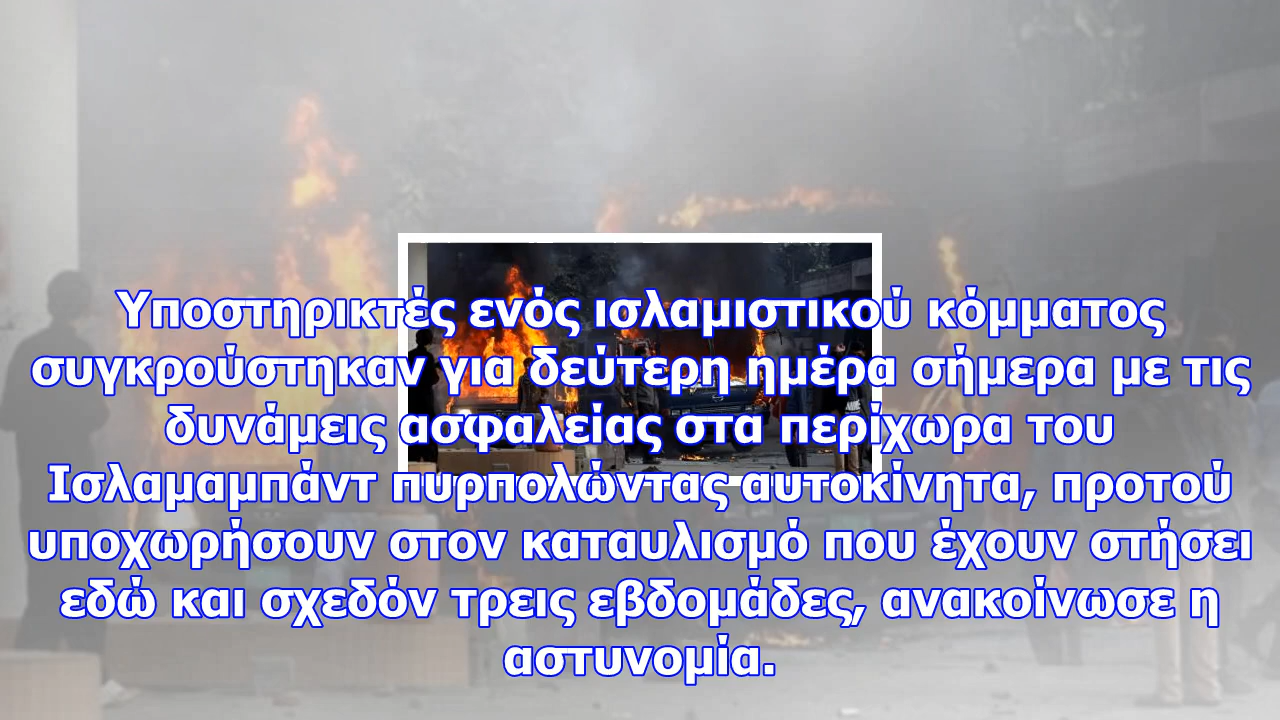 Υποστηρικτές ενός ισλαμιστικού κόμματος
συγκρούστηκαν για δεύτερη ημέρα σήμερα με τις
δυνάμεις ασφαλείας στα περίχωρα του
Ισλαμαμπάντ πυρπολώντας αυτοκίνητα, προτού
υποχωρήσουν στον καταυλισμό που έχουν στήσει
εδώ και σχεδόν τρεις εβδομάδες, ανακοίνωσε η
αστυνομία.